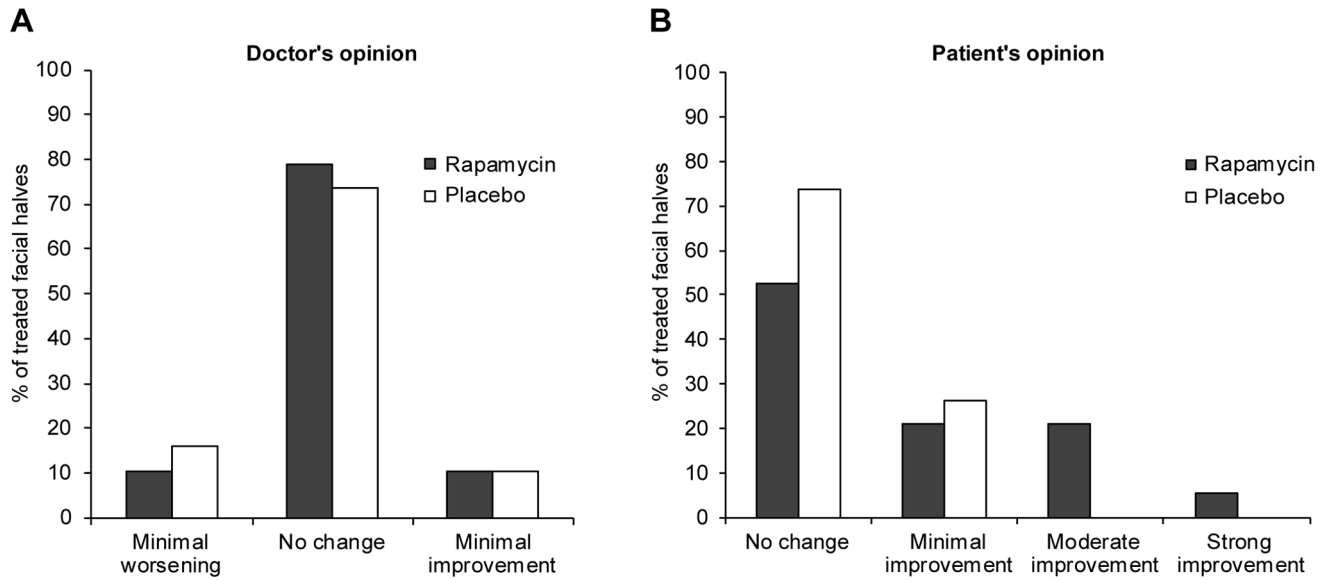 A
Doctor's opinion
% of treated facial halves
100
90
80
70
60
50
40
30
20
10
0
Rapamycin
Placebo
Minimal
worsening
No change
Minimal
improvement
B
Patient's opinion
% of treated facial halves
100
90
80
70
60
50
40
30
20
10
0
Rapamycin
Placebo
No change
Minimal
improvement
Moderate
improvement
Strong
improvement